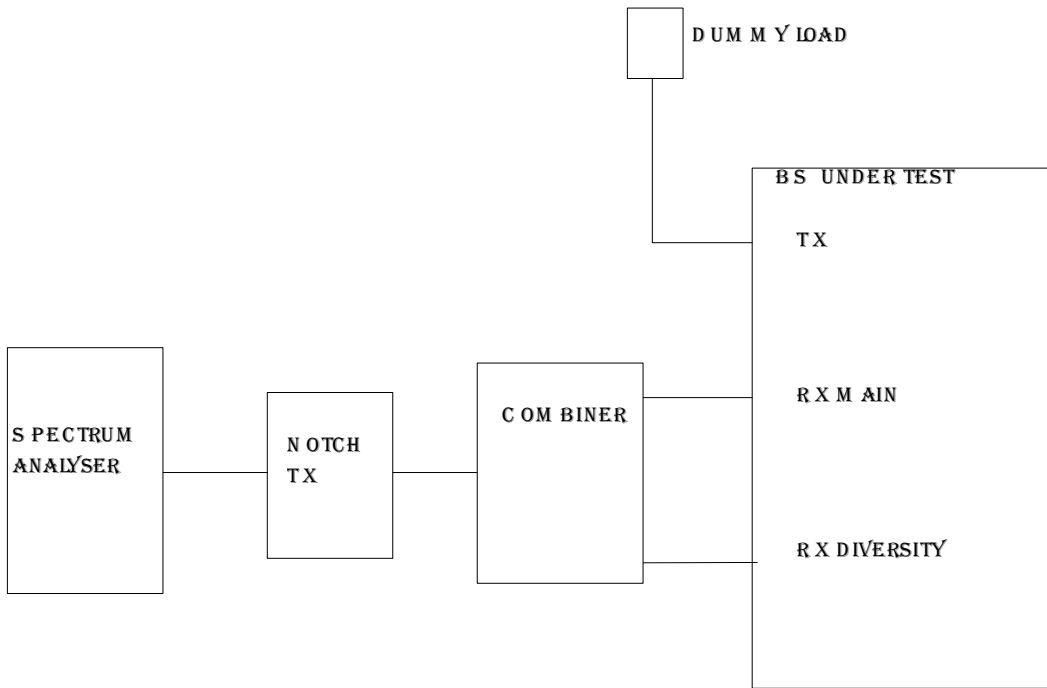 DUMMY LOAD
BS UNDER TEST
TX
RX MAIN
COMBINER
SPECTRUM
ANALYSER
NOTCH
TX
RX DIVERSITY